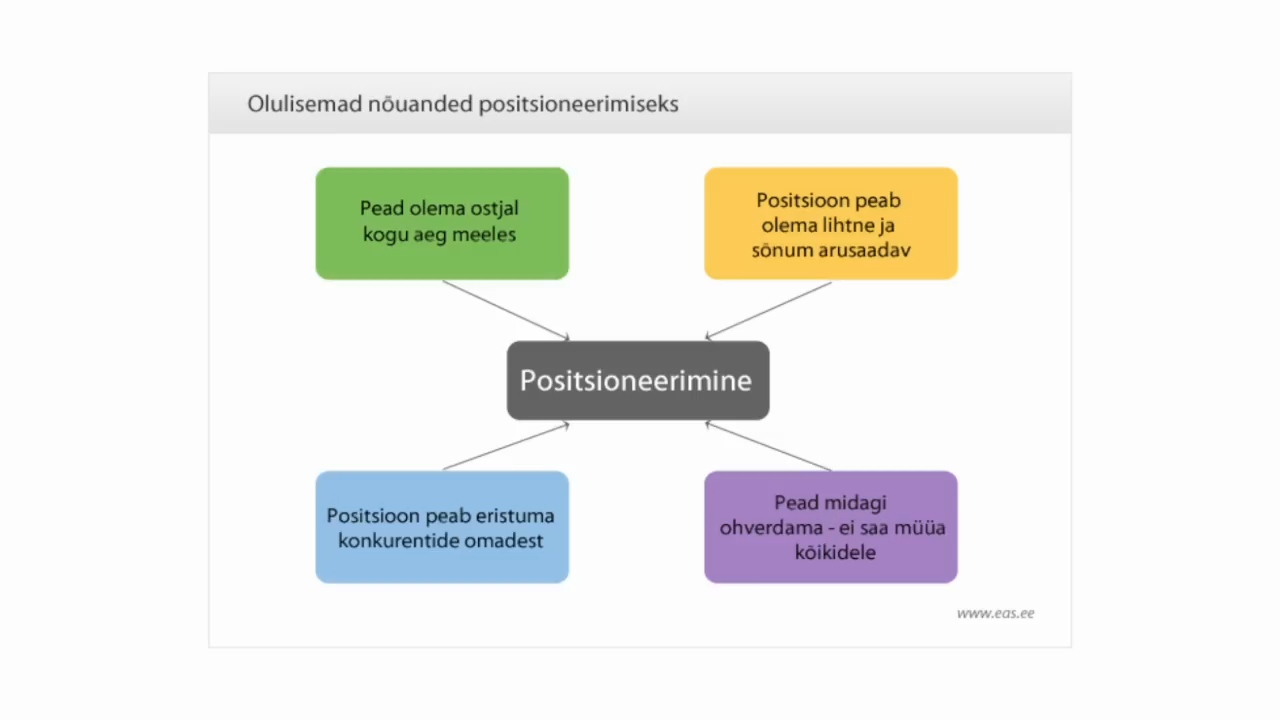 Olulisemad nõuanded positsioneerimiseks
Pead olema ostjal
kogu aeg meeles
Positsioon peab
olema lihtne ja
sõnum arusaadav
Positsioneerimine
Positsioon peab eristuma
konkurentide omadest
Pead midagi
ohverdama - ei saa müüa
kõikidele
www.eas.ee